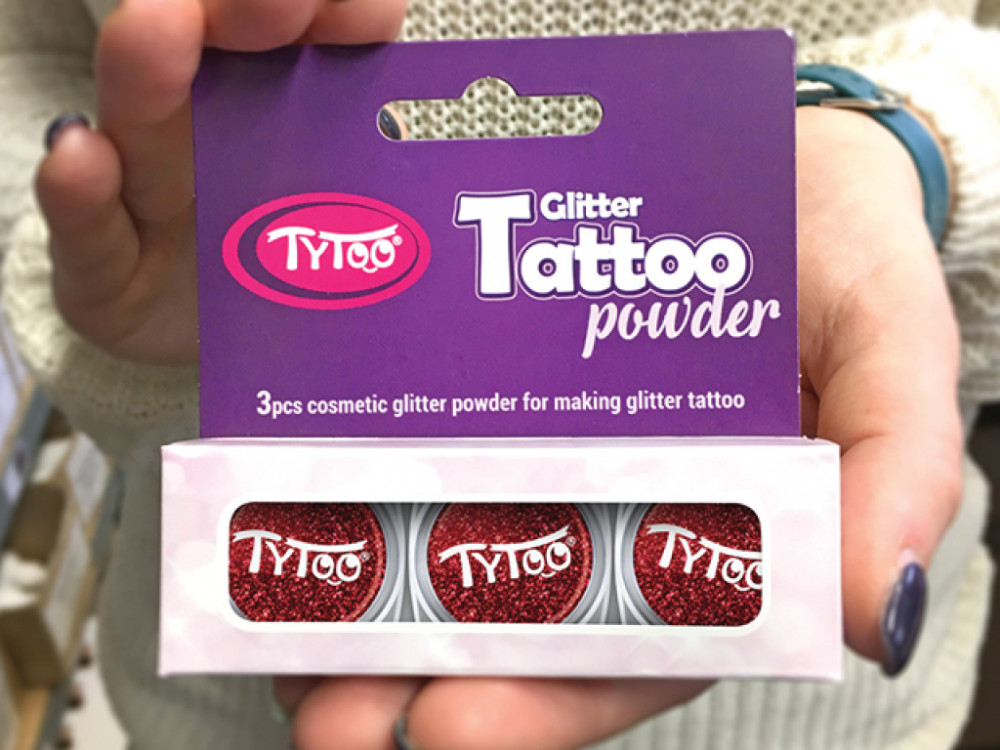 TyToo®
Glitter
Tattoo
powder
3pcs cosmetic glitter powder for making glitter tattoo
TyToo®
TyToo®
TyToo